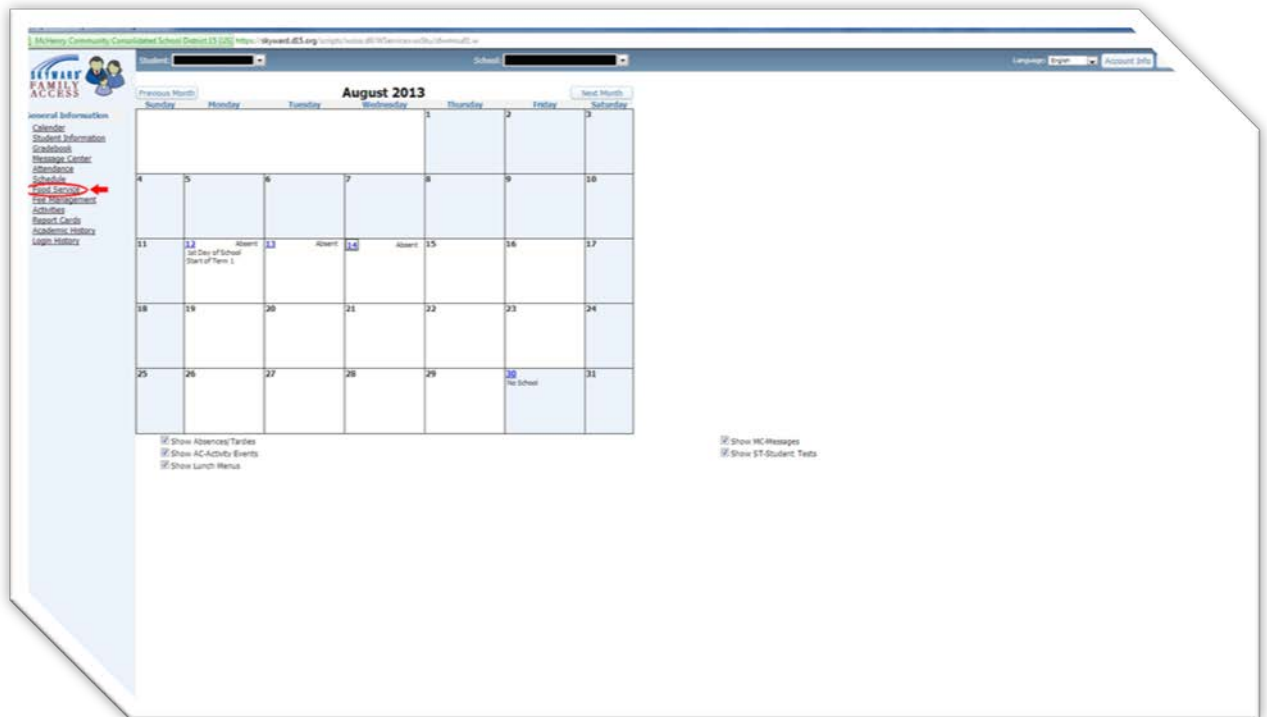 McHenry Community Consolidated School District 15 [US] https://skyward.d15.org/scripts/
Student: School: Language: English Account Info
SKYWARD
FAMILY
ACCESS
Previous Month August 2013 Next Month
Sunday Monday Tuesday Wednesday Thursday Friday Saturday
General Information
Calendar
Student Information
Gradebook
Message Center
Attendance
Schedule
Food Service
Fee Management
Activities
Report Cards
Academic History
Login History
1 2 3
4 5 6 7 8 9 10
11 12 Absent 13 Absent 14 Absent 15 16 17
1st Day of School
Start of Term 1
18 19 20 21 22 23 24
25 26 27 28 29 30 31
No School
Show Absences/Tardies Show MC-Messages
Show AC-Activity Events Show ST-Student Tests
Show Lunch Menus